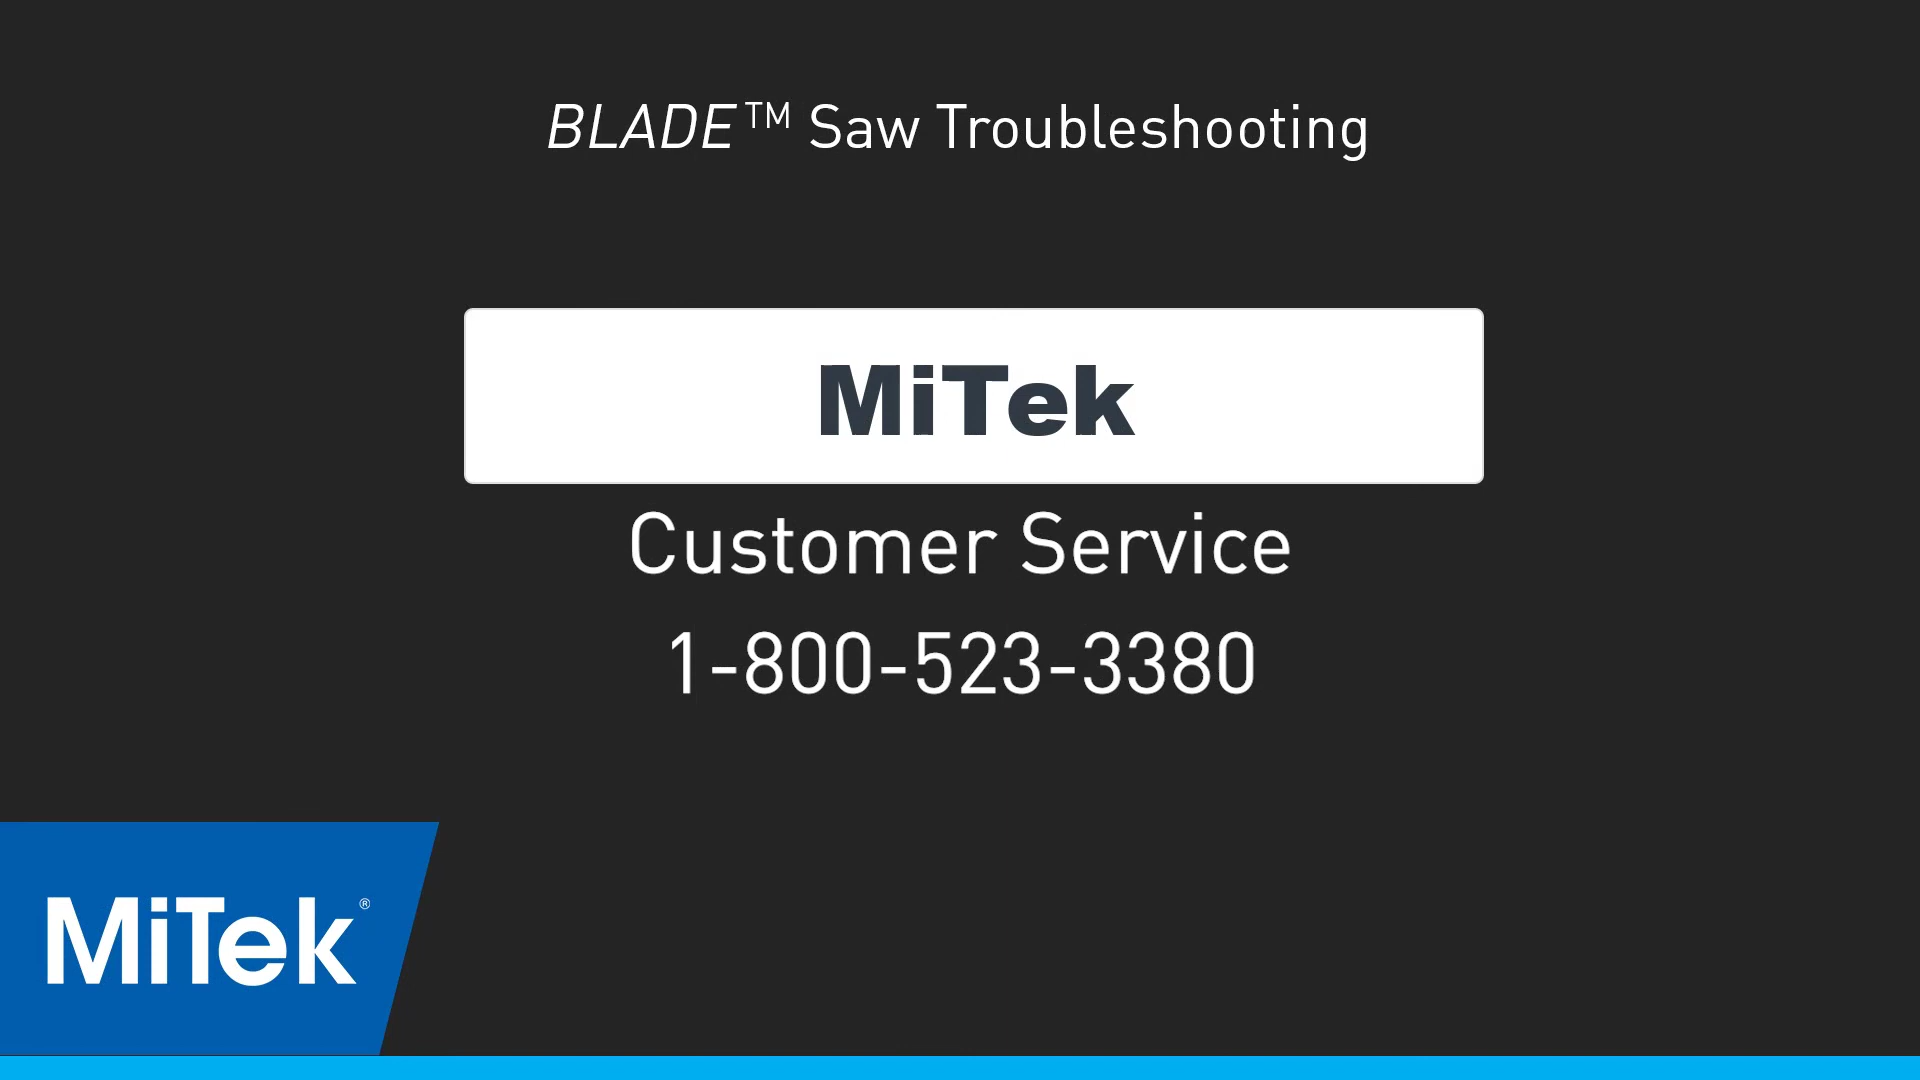 BLADE™ Saw Troubleshooting
MiTek
Customer Service
1-800-523-3380
MiTek®